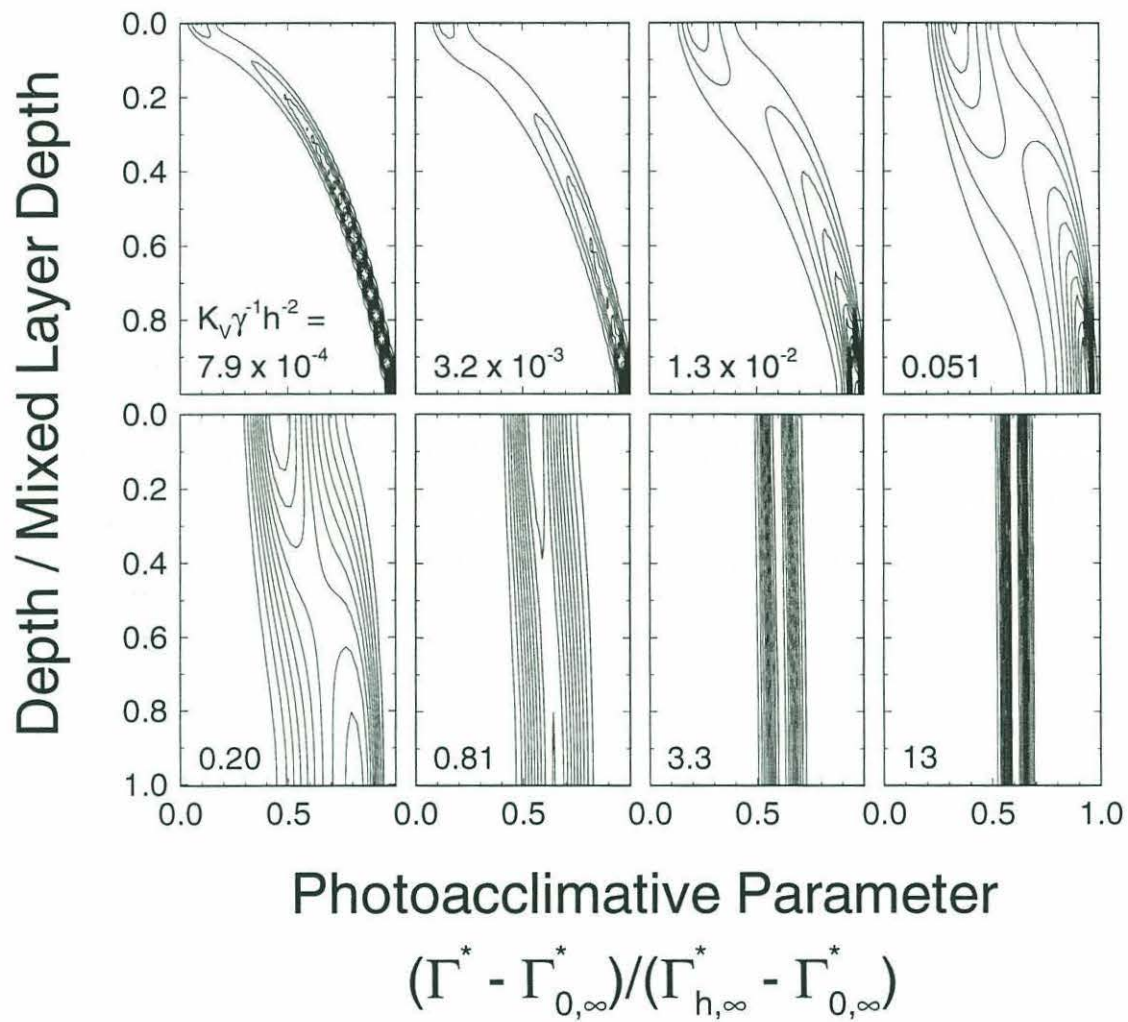 Depth / Mixed Layer Depth
0.0
0.2
0.4
0.6
0.8
K_V γ⁻¹h⁻² =
7.9 x 10⁻⁴
3.2 x 10⁻³
1.3 x 10⁻²
0.051
0.0
0.2
0.4
0.6
0.8
1.0
0.20
0.81
3.3
13
0.0 0.5 0.0 0.5 0.0 0.5 0.0 0.5 1.0
Photoacclimative Parameter
(Γ* - Γ*₀,∞)/(Γ*ₕ,∞ - Γ*₀,∞)